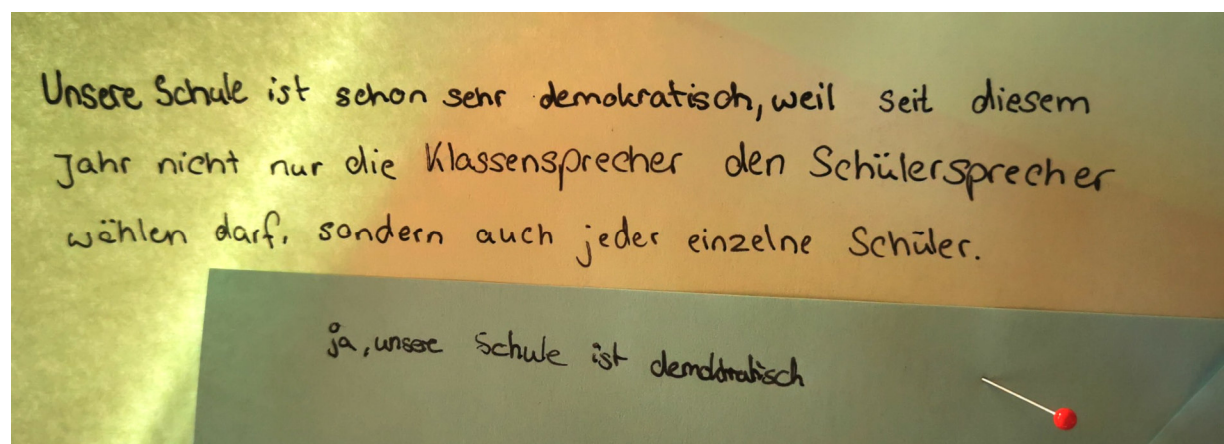 Unsere Schule ist schon sehr demokratisch, weil seit diesem
Jahr nicht nur die Klassensprecher den Schülersprecher
wählen darf, sondern auch jeder einzelne Schüler.
ja, unsere Schule ist demokratisch